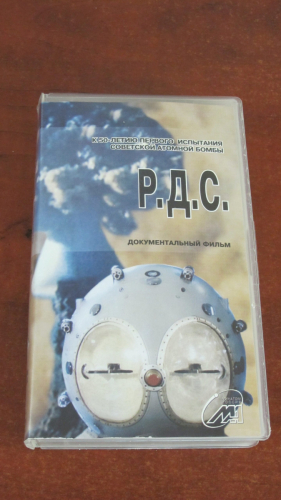 К 50-ЛЕТИЮ ПЕРВОГО ИСПЫТАНИЯ
СОВЕТСКОЙ АТОМНОЙ БОМБЫ
Р.Д.С.
ДОКУМЕНТАЛЬНЫЙ ФИЛЬМ